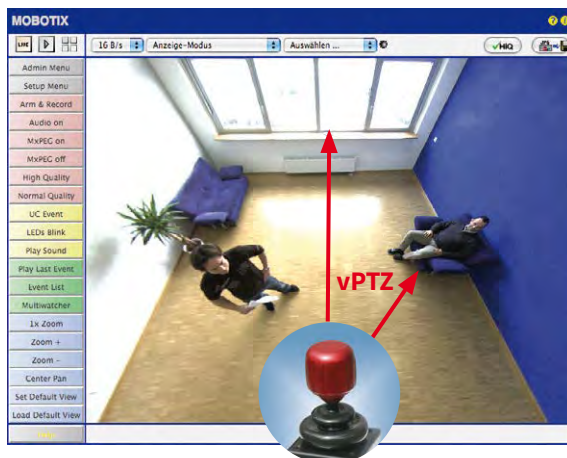 MOBOTIX
LIVE
16 B/s Anzeige-Modus Auswählen ... HiQ
Admin Menu
Setup Menu
Arm & Record
Audio on
MxPEG on
MxPEG off
High Quality
Normal Quality
UC Event
LEDs Blink
Play Sound
Play Last Event
Event List
Multiwatcher
1x Zoom
Zoom +
Zoom –
Center Pan
Set Default View
Load Default View
vPTZ